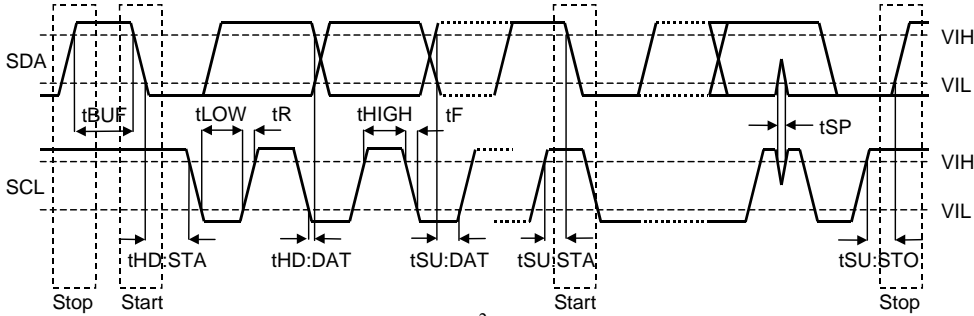 VIH
SDA
VIL
tBUF tLOW tR tHIGH tF tSP
VIH
SCL
VIL
tHD:STA tHD:DAT tSU:DAT tSU:STA tSU:STO
Stop Start Start Stop
2